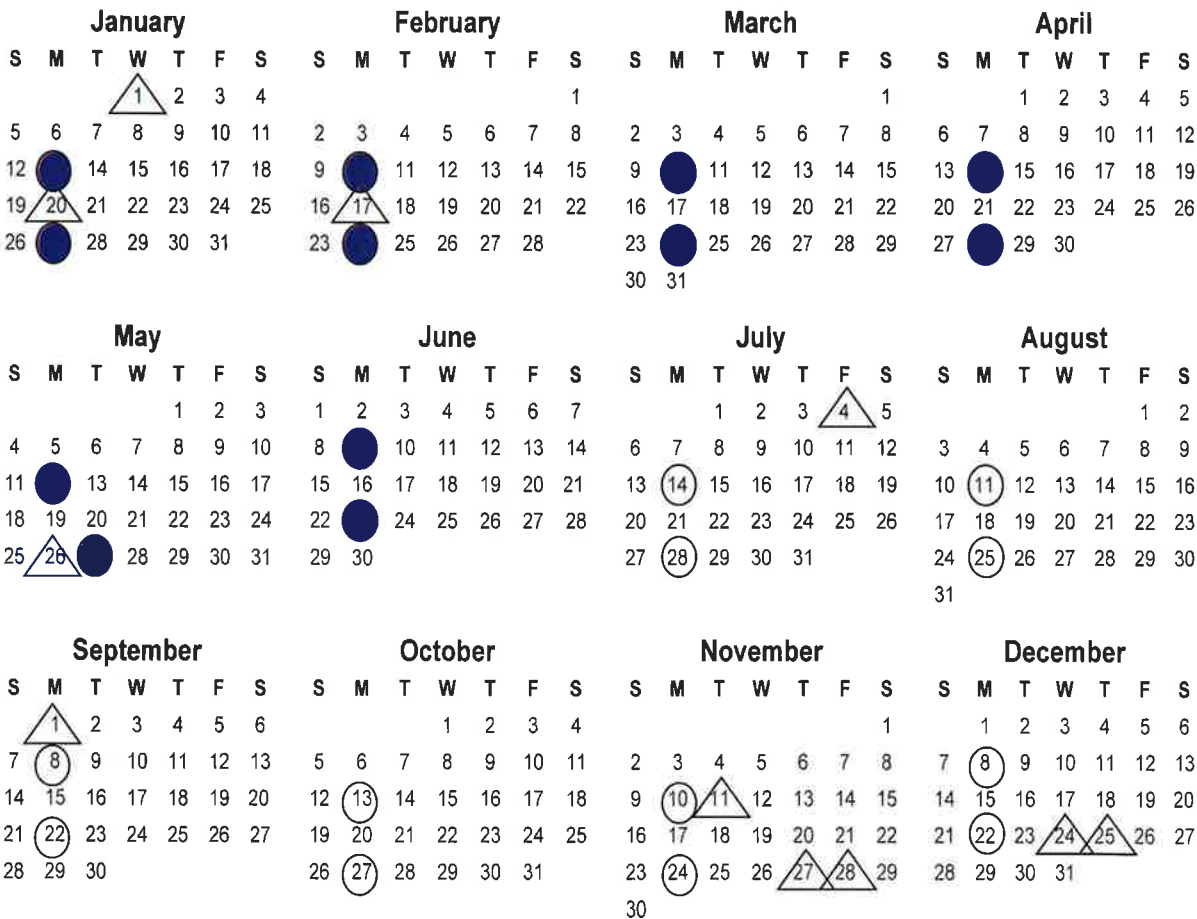 January
S M T W T F S
1 2 3 4
5 6 7 8 9 10 11
12 14 15 16 17 18
19 20 21 22 23 24 25
26 28 29 30 31
February
S M T W T F S
1
2 3 4 5 6 7 8
9 11 12 13 14 15
16 17 18 19 20 21 22
23 25 26 27 28
March
S M T W T F S
1
2 3 4 5 6 7 8
9 11 12 13 14 15
16 17 18 19 20 21 22
23 25 26 27 28 29
30 31
April
S M T W T F S
1 2 3 4 5
6 7 8 9 10 11 12
13 15 16 17 18 19
20 21 22 23 24 25 26
27 29 30
May
S M T W T F S
1 2 3
4 5 6 7 8 9 10
11 13 14 15 16 17
18 19 20 21 22 23 24
25 26 28 29 30 31
June
S M T W T F S
1 2 3 4 5 6 7
8 10 11 12 13 14
15 16 17 18 19 20 21
22 24 25 26 27 28
29 30
July
S M T W T F S
1 2 3 4 5
6 7 8 9 10 11 12
13 14 15 16 17 18 19
20 21 22 23 24 25 26
27 28 29 30 31
August
S M T W T F S
1 2
3 4 5 6 7 8 9
10 11 12 13 14 15 16
17 18 19 20 21 22 23
24 25 26 27 28 29 30
31
September
S M T W T F S
1 2 3 4 5 6
7 8 9 10 11 12 13
14 15 16 17 18 19 20
21 22 23 24 25 26 27
28 29 30
October
S M T W T F S
1 2 3 4
5 6 7 8 9 10 11
12 13 14 15 16 17 18
19 20 21 22 23 24 25
26 27 28 29 30 31
November
S M T W T F S
1
2 3 4 5 6 7 8
9 10 11 12 13 14 15
16 17 18 19 20 21 22
23 24 25 26 27 28 29
30
December
S M T W T F S
1 2 3 4 5 6
7 8 9 10 11 12 13
14 15 16 17 18 19 20
21 22 23 24 25 26 27
28 29 30 31